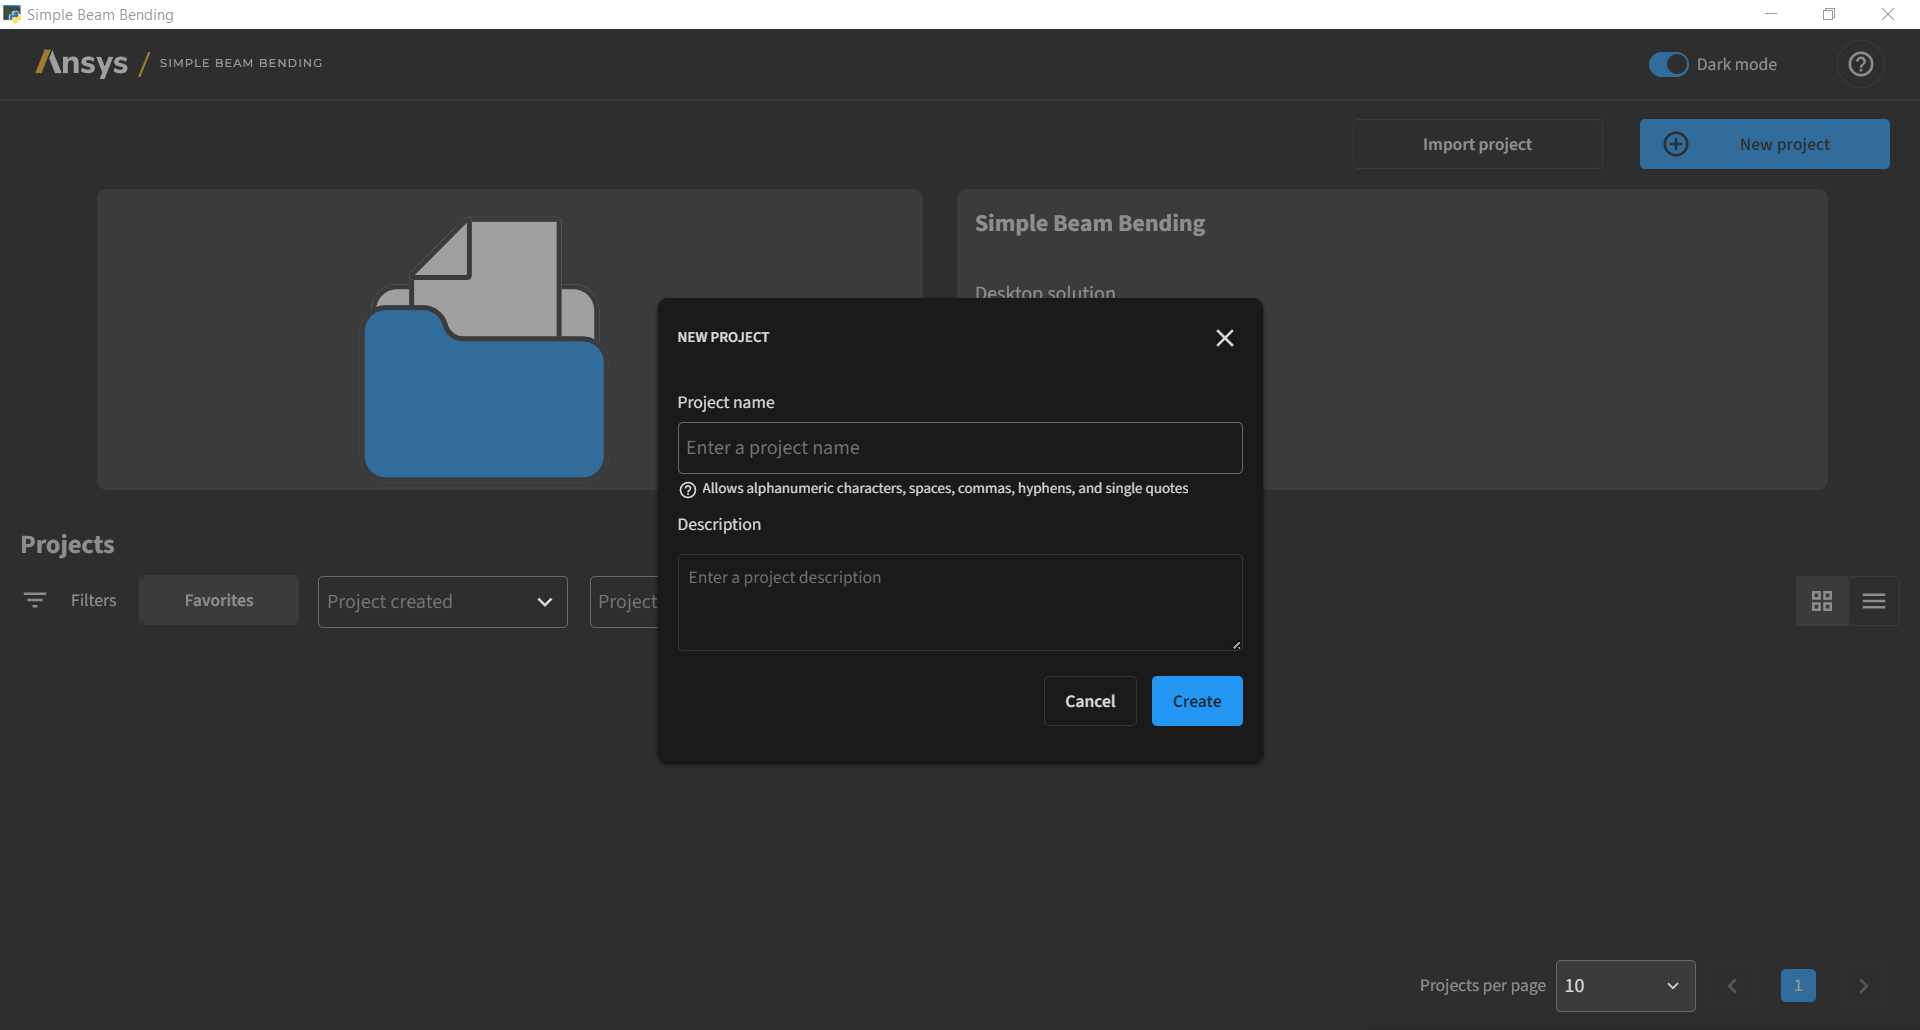 Simple Beam Bending
Ansys / SIMPLE BEAM BENDING
Dark mode
Import project
New project
Simple Beam Bending
Desktop solution
NEW PROJECT
Project name
Enter a project name
Allows alphanumeric characters, spaces, commas, hyphens, and single quotes
Description
Enter a project description
Cancel
Create
Projects
Filters
Favorites
Project created
Project
Projects per page
10
1